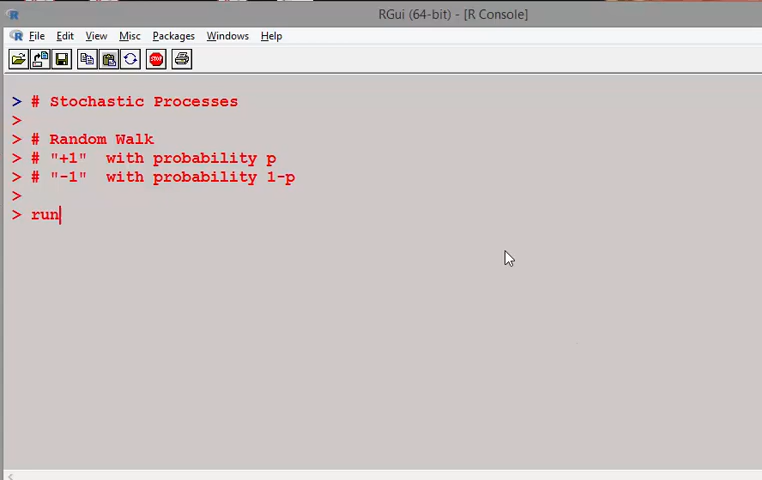 RGui (64-bit) - [R Console]
R File Edit View Misc Packages Windows Help
STOP
> # Stochastic Processes
>
> # Random Walk
> # "+1"  with probability p
> # "-1"  with probability 1-p
>
> run